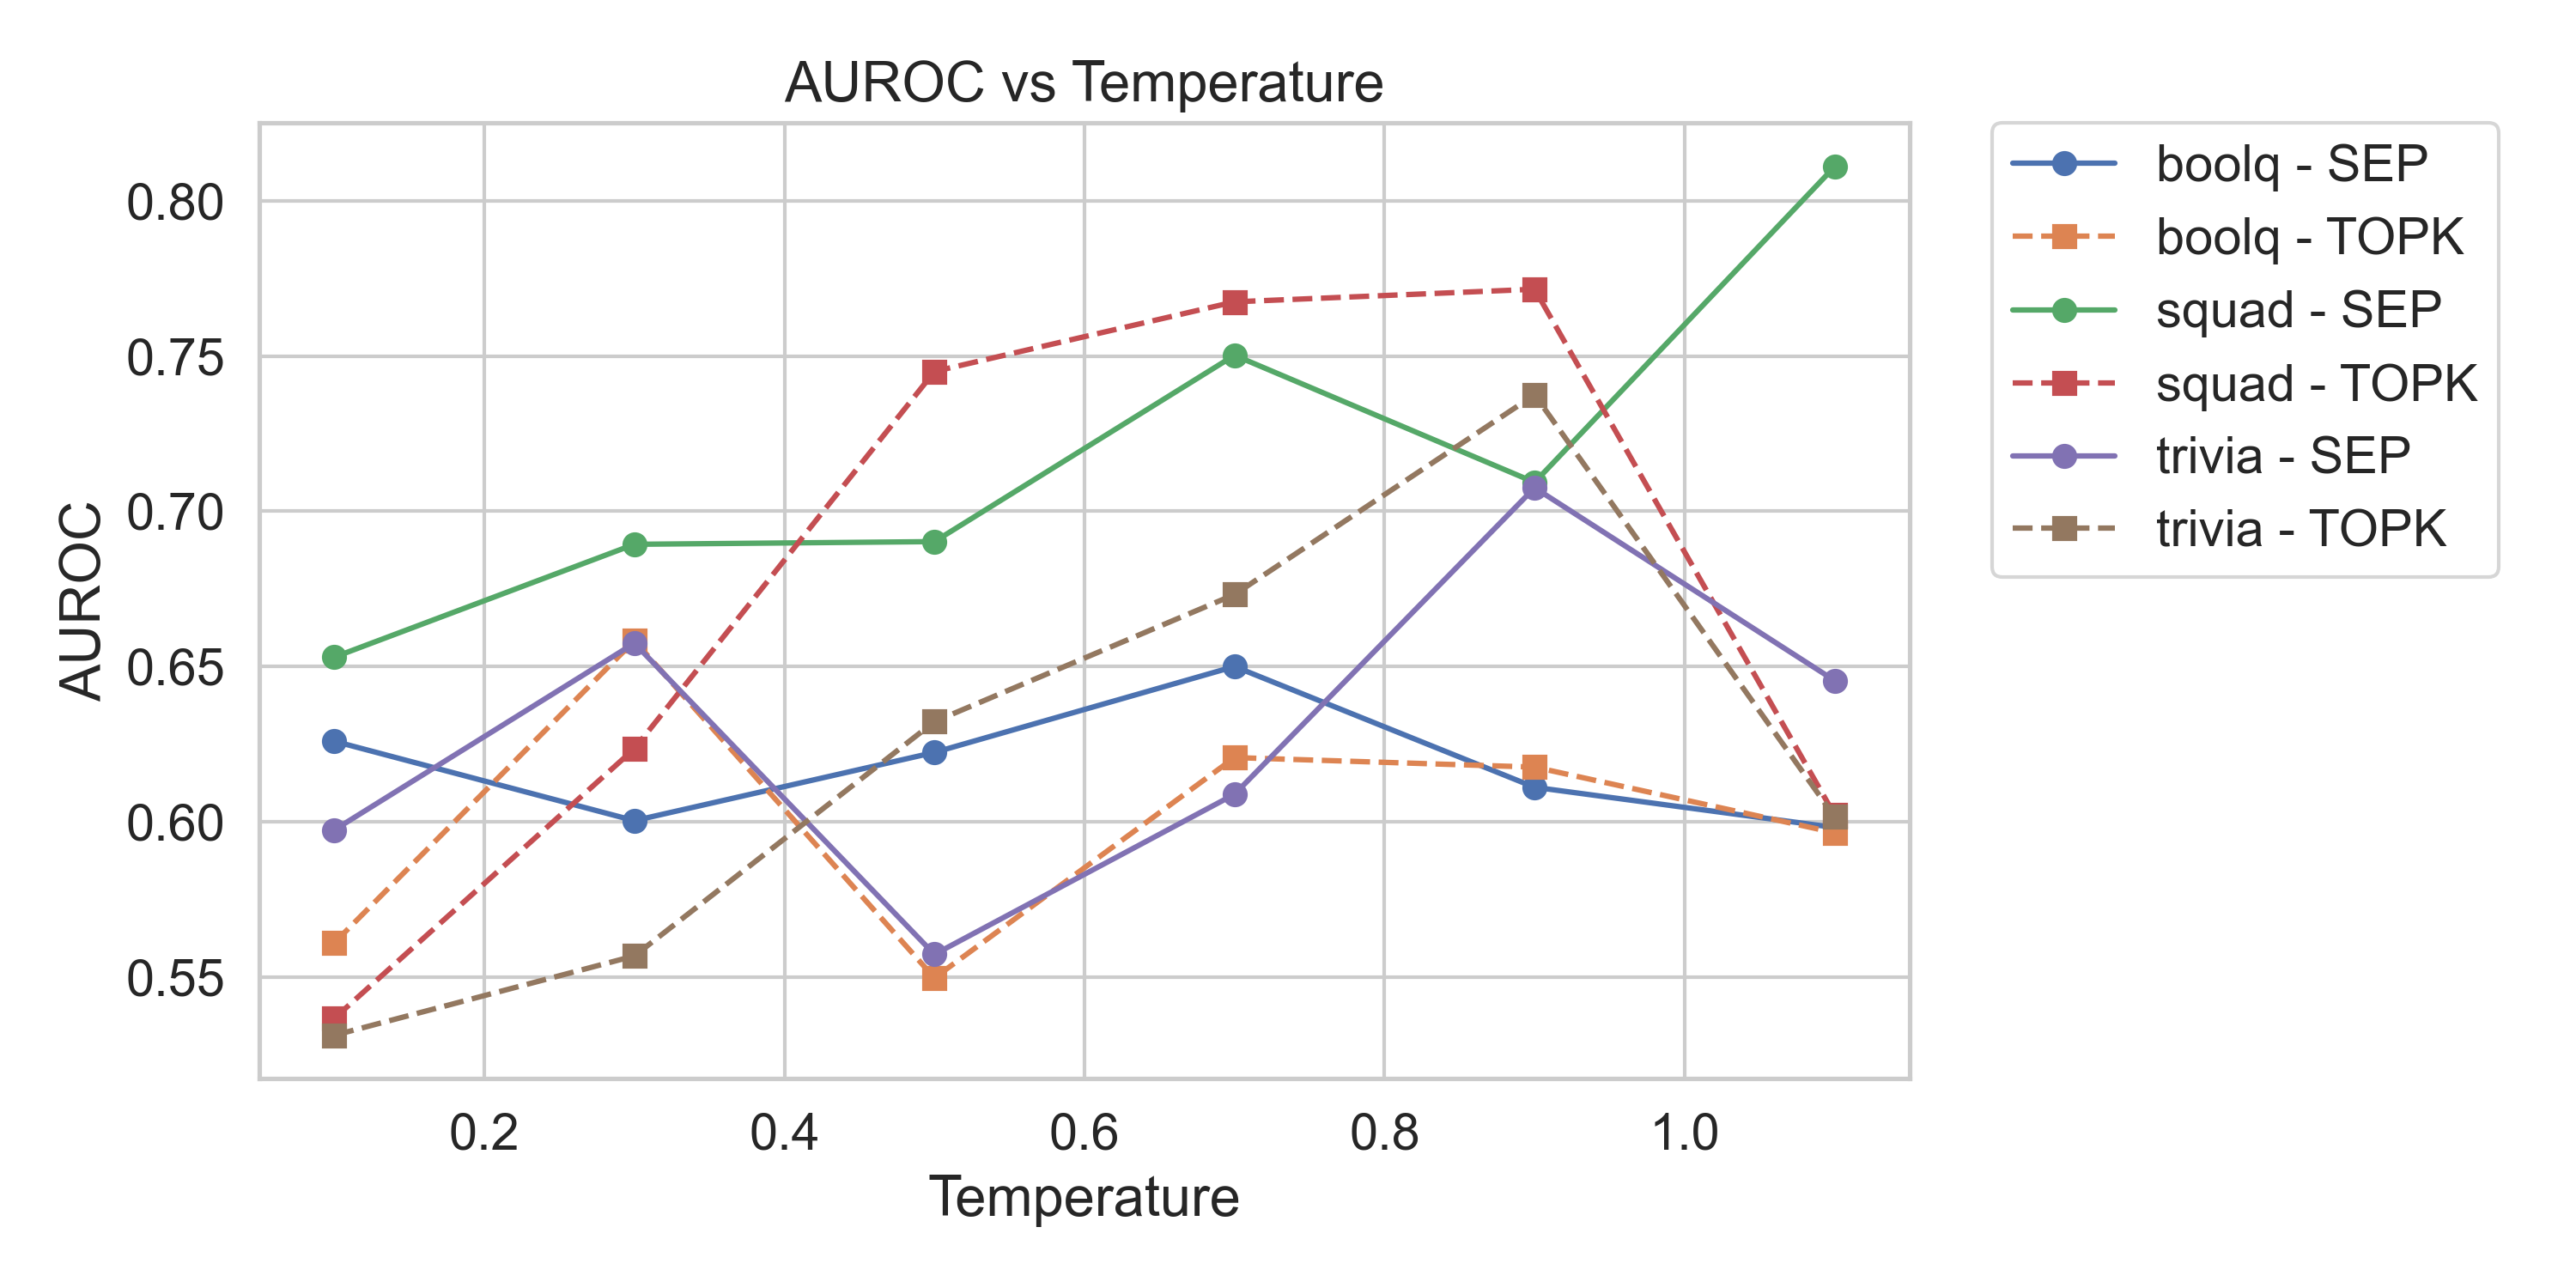 AUROC vs Temperature
AUROC
0.80
0.75
0.70
0.65
0.60
0.55
0.2
0.4
0.6
0.8
1.0
Temperature
boolq - SEP
boolq - TOPK
squad - SEP
squad - TOPK
trivia - SEP
trivia - TOPK